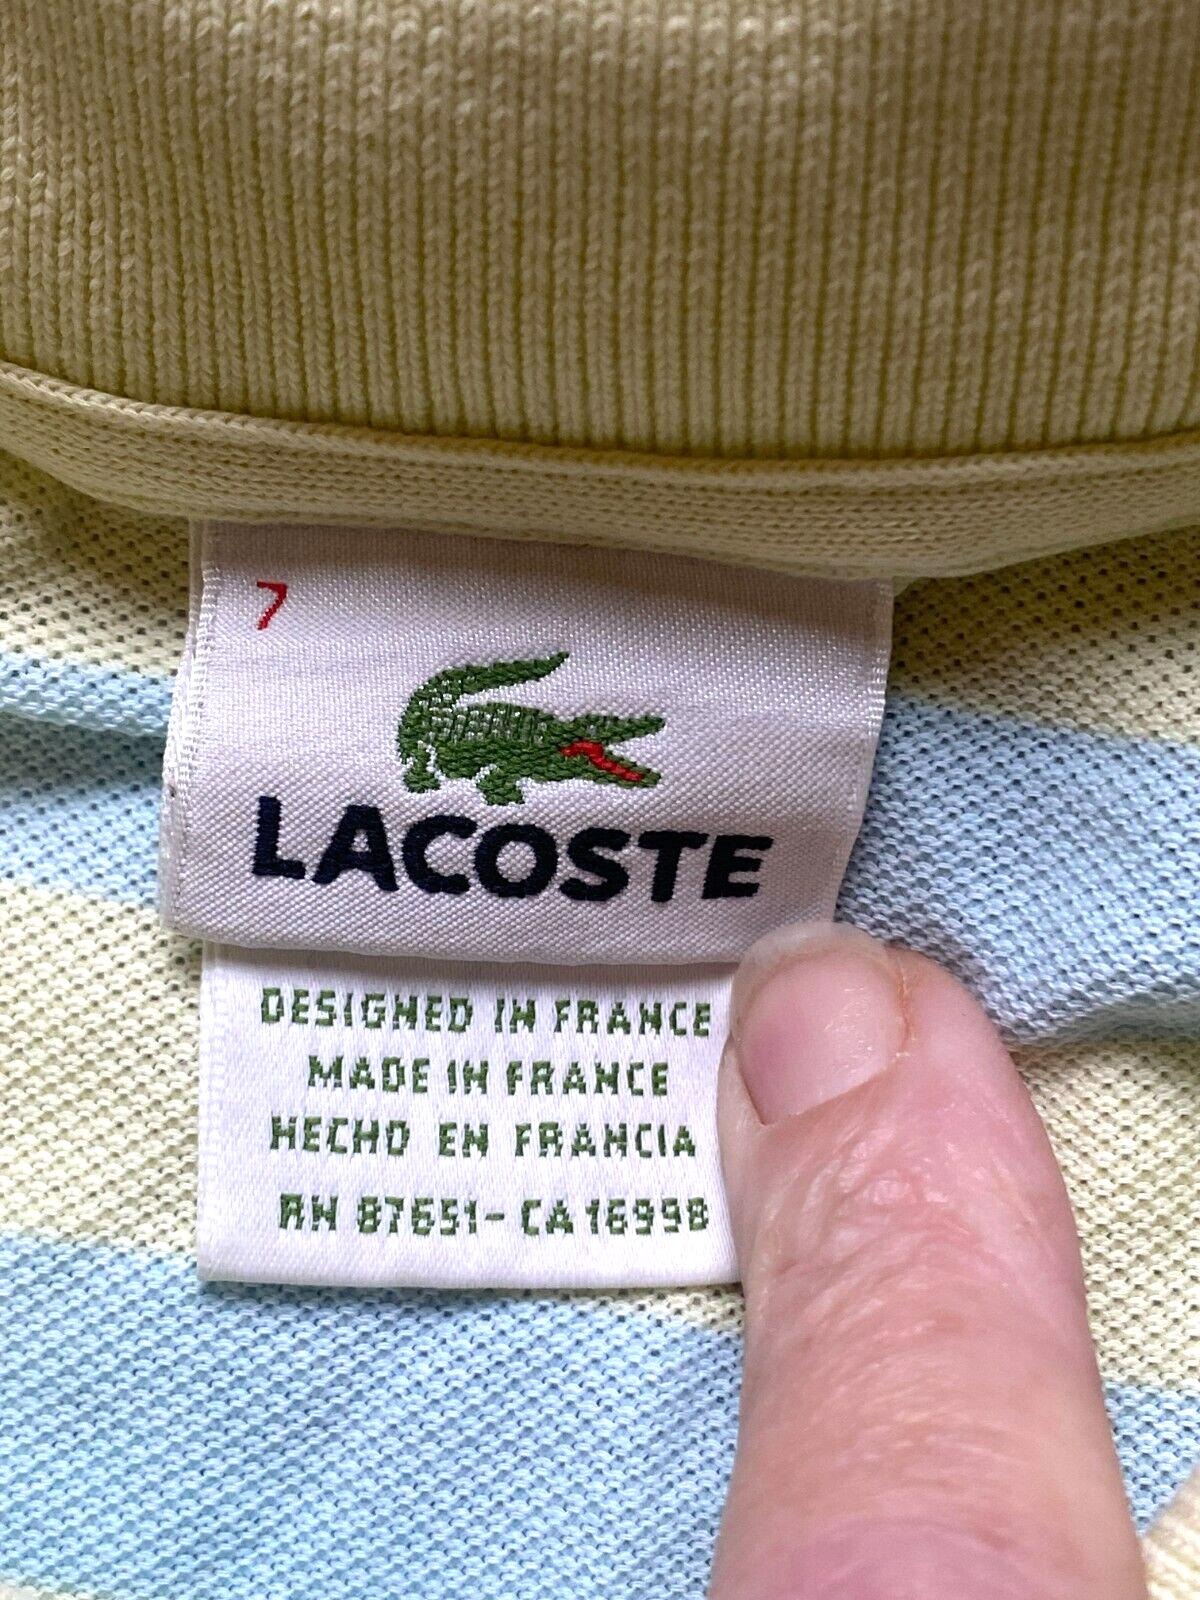 7
LACOSTE
DESIGNED IN FRANCE
MADE IN FRANCE
HECHO EN FRANCIA
RN 87651- CA 16998